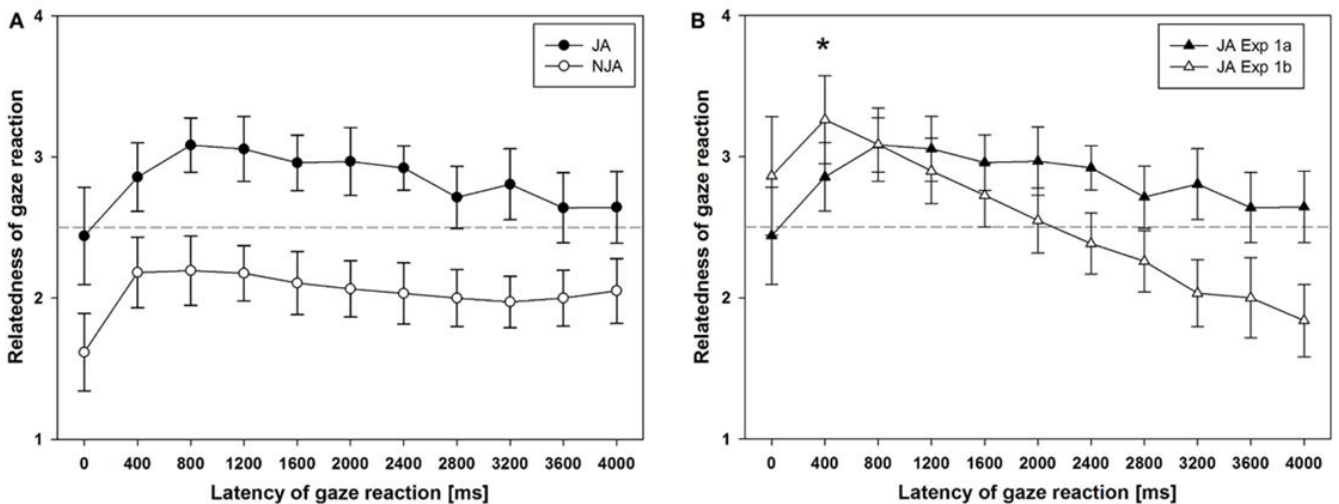 A
JA
NJA
4
3
2
1
Relatedness of gaze reaction
0 400 800 1200 1600 2000 2400 2800 3200 3600 4000
Latency of gaze reaction [ms]
B
*
JA Exp 1a
JA Exp 1b
4
3
2
1
Relatedness of gaze reaction
0 400 800 1200 1600 2000 2400 2800 3200 3600 4000
Latency of gaze reaction [ms]